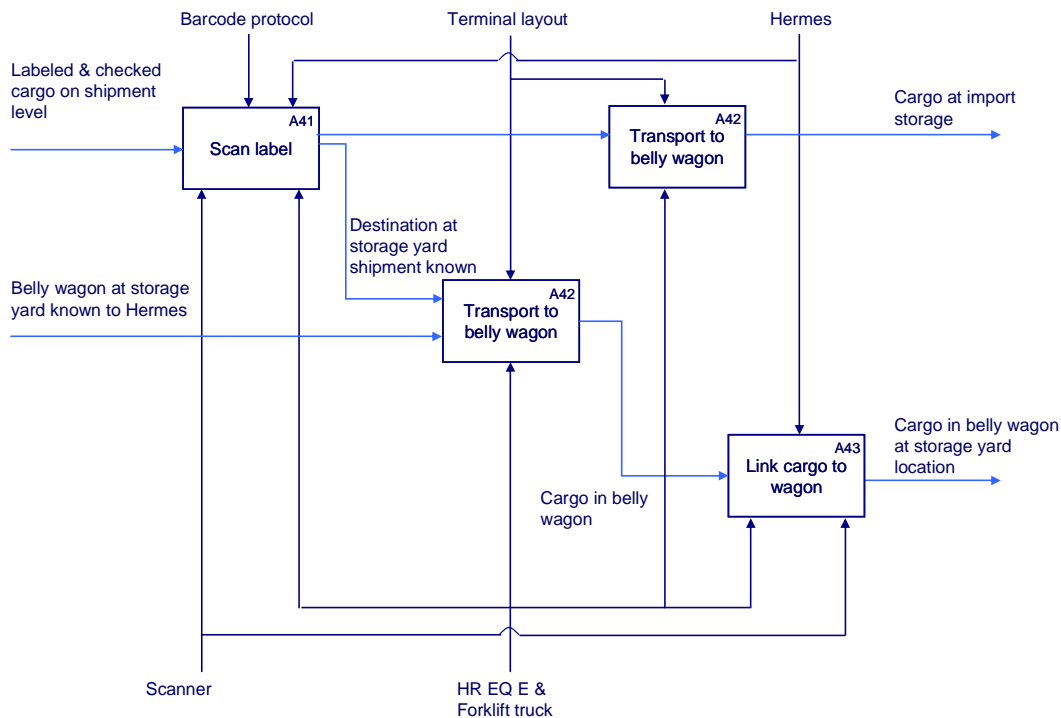 Barcode protocol
Terminal layout
Hermes
Labeled & checked
cargo on shipment
level
A41
Scan label
A42
Transport to
belly wagon
Cargo at import
storage
Destination at
storage yard
shipment known
Belly wagon at storage
yard known to Hermes
A42
Transport to
belly wagon
Cargo in belly
wagon
A43
Link cargo to
wagon
Cargo in belly wagon
at storage yard
location
Scanner
HR EQ E &
Forklift truck